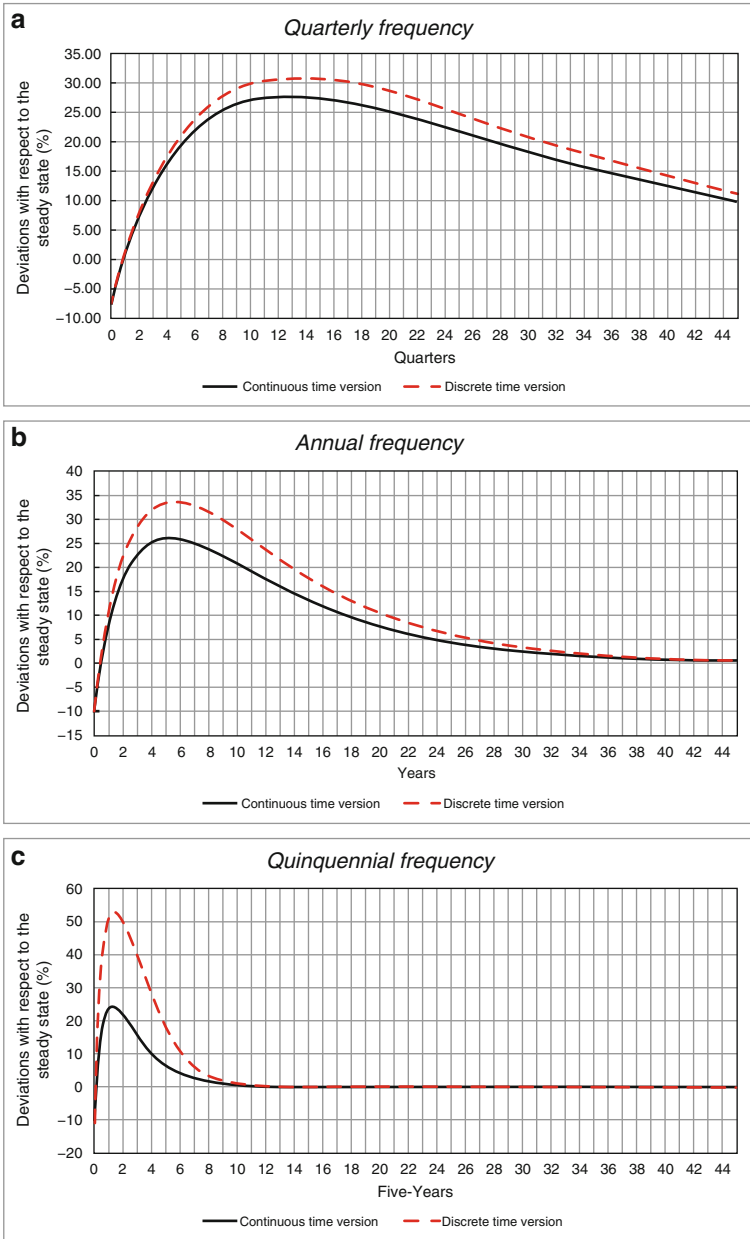 a
Quarterly frequency
Deviations with respect to the
steady state (%)
35.00
30.00
25.00
20.00
15.00
10.00
5.00
0.00
−5.00
−10.00
0 2 4 6 8 10 12 14 16 18 20 22 24 26 28 30 32 34 36 38 40 42 44
Quarters
Continuous time version Discrete time version
b
Annual frequency
Deviations with respect to the
steady state (%)
40
35
30
25
20
15
10
5
0
−5
−10
−15
0 2 4 6 8 10 12 14 16 18 20 22 24 26 28 30 32 34 36 38 40 42 44
Years
Continuous time version Discrete time version
c
Quinquennial frequency
Deviations with respect to the
steady state (%)
60
50
40
30
20
10
0
−10
−20
0 2 4 6 8 10 12 14 16 18 20 22 24 26 28 30 32 34 36 38 40 42 44
Five-Years
Continuous time version Discrete time version